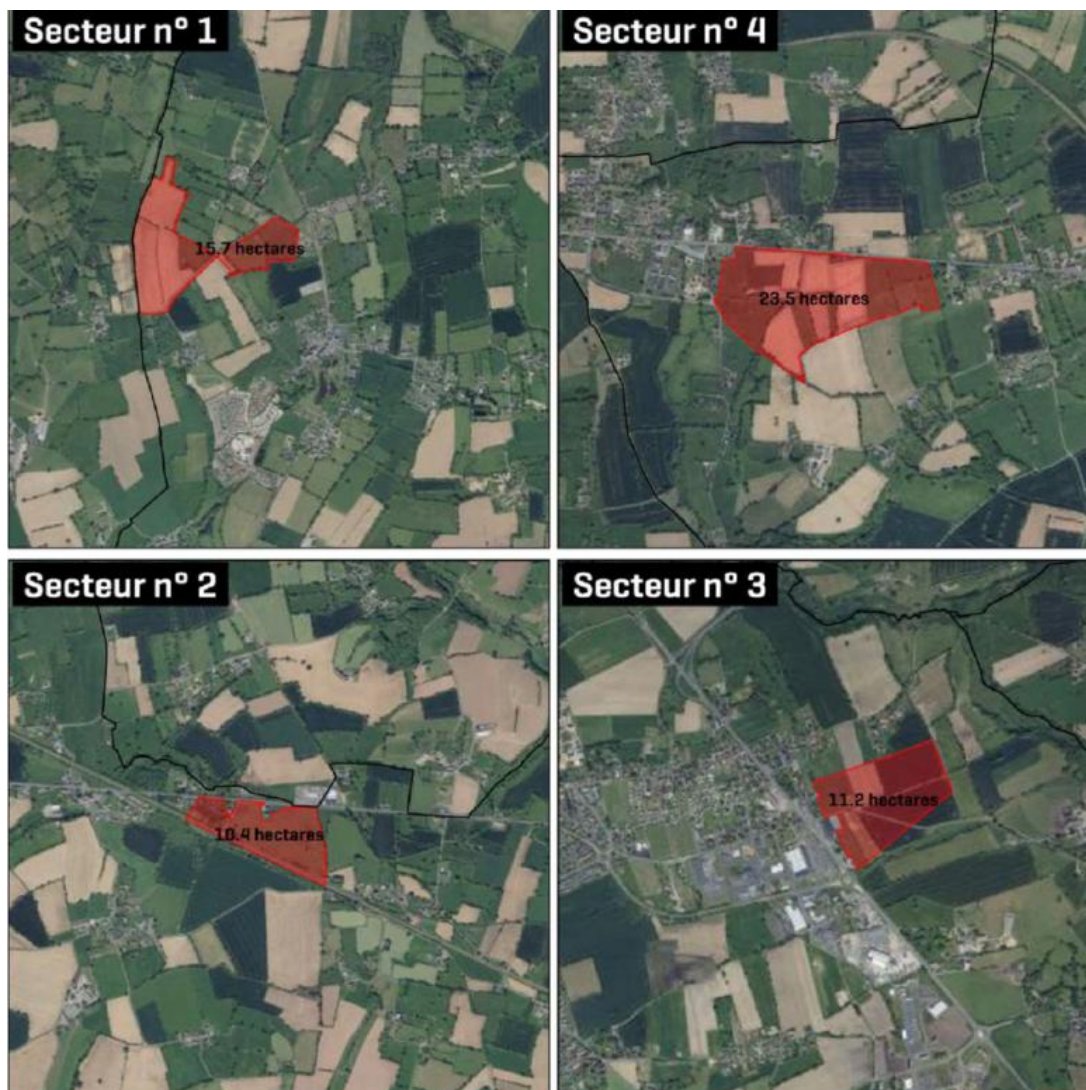 Secteur n° 1
15.7 hectares
Secteur n° 4
23.5 hectares
Secteur n° 2
10.4 hectares
Secteur n° 3
11.2 hectares